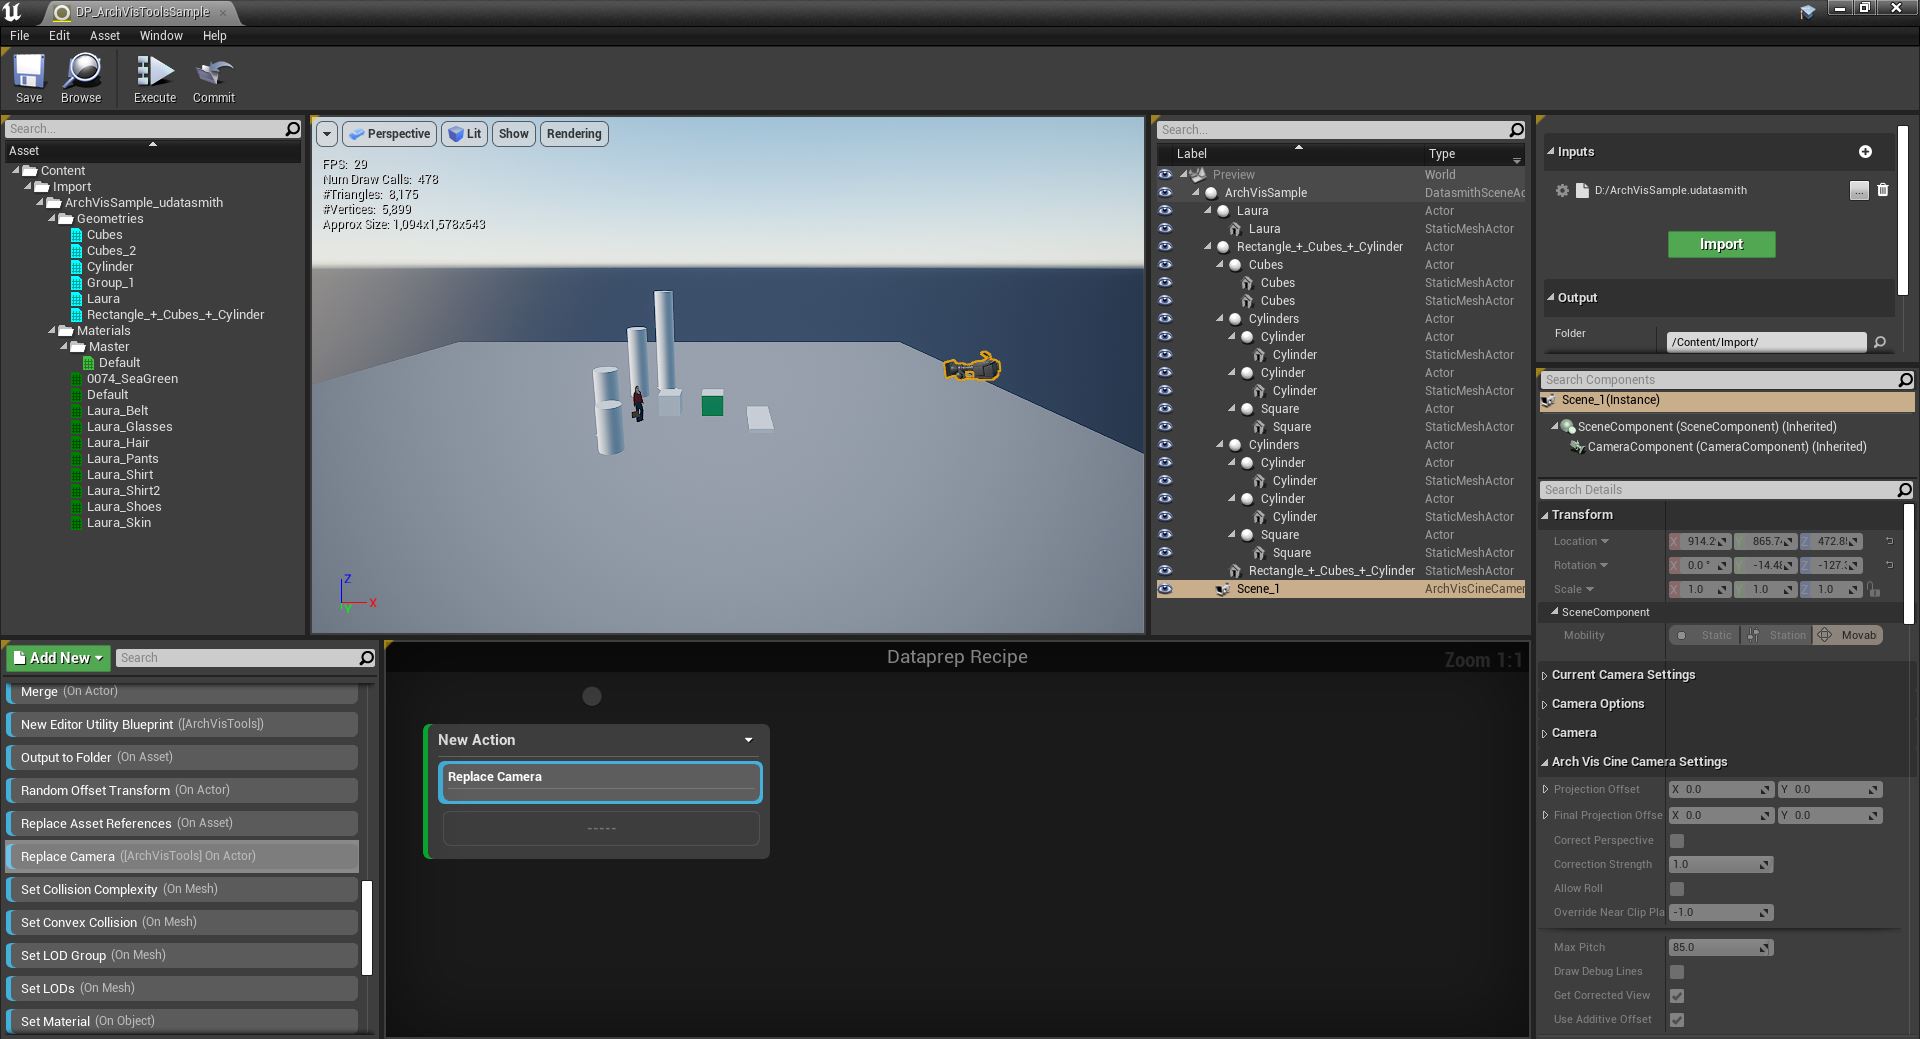 DP_ArchVisToolsSample
File Edit Asset Window Help
Save Browse Execute Commit
Search...
Asset
Content
Import
ArchVisSample_udatasmith
Geometries
Cubes
Cubes_2
Cylinder
Group_1
Laura
Rectangle_+_Cubes_+_Cylinder
Materials
Master
Default
0074_SeaGreen
Default
Laura_Belt
Laura_Glasses
Laura_Hair
Laura_Pants
Laura_Shirt
Laura_Shirt2
Laura_Shoes
Laura_Skin
Perspective Lit Show Rendering
FPS: 29
Num Draw Calls: 478
#Triangles: 8,175
#Vertices: 5,899
Approx Size: 1,094x1,578x543
Z
X
Y
Search...
Label Type
Preview World
ArchVisSample DatasmithSceneAc
Laura Actor
Laura StaticMeshActor
Rectangle_+_Cubes_+_Cylinder Actor
Cubes Actor
Cubes StaticMeshActor
Cubes StaticMeshActor
Cylinders Actor
Cylinder Actor
Cylinder StaticMeshActor
Cylinder Actor
Cylinder StaticMeshActor
Square Actor
Square StaticMeshActor
Cylinders Actor
Cylinder Actor
Cylinder StaticMeshActor
Cylinder Actor
Cylinder StaticMeshActor
Square Actor
Square StaticMeshActor
Rectangle_+_Cubes_+_Cylinder StaticMeshActor
Scene_1 ArchVisCineCamer
Inputs
D:/ArchVisSample.udatasmith ...
Import
Output
Folder /Content/Import/
Search Components
Scene_1(Instance)
SceneComponent (SceneComponent) (Inherited)
CameraComponent (CameraComponent) (Inherited)
Search Details
Transform
Location X 914.2 Y 865.7 Z 472.8
Rotation X 0.0 ° Y -14.48 Z -127.
Scale X 1.0 Y 1.0 Z 1.0
SceneComponent
Mobility Static Station Movab
Current Camera Settings
Camera Options
Camera
Arch Vis Cine Camera Settings
Projection Offset X 0.0 Y 0.0
Final Projection Offse X 0.0 Y 0.0
Correct Perspective
Correction Strength 1.0
Allow Roll
Override Near Clip Pla -1.0
Max Pitch 85.0
Draw Debug Lines
Get Corrected View
Use Additive Offset
Add New Search
Merge (On Actor)
New Editor Utility Blueprint ([ArchVisTools])
Output to Folder (On Asset)
Random Offset Transform (On Actor)
Replace Asset References (On Asset)
Replace Camera ([ArchVisTools] On Actor)
Set Collision Complexity (On Mesh)
Set Convex Collision (On Mesh)
Set LOD Group (On Mesh)
Set LODs (On Mesh)
Set Material (On Object)
Dataprep Recipe
Zoom 1:1
New Action
Replace Camera
-----